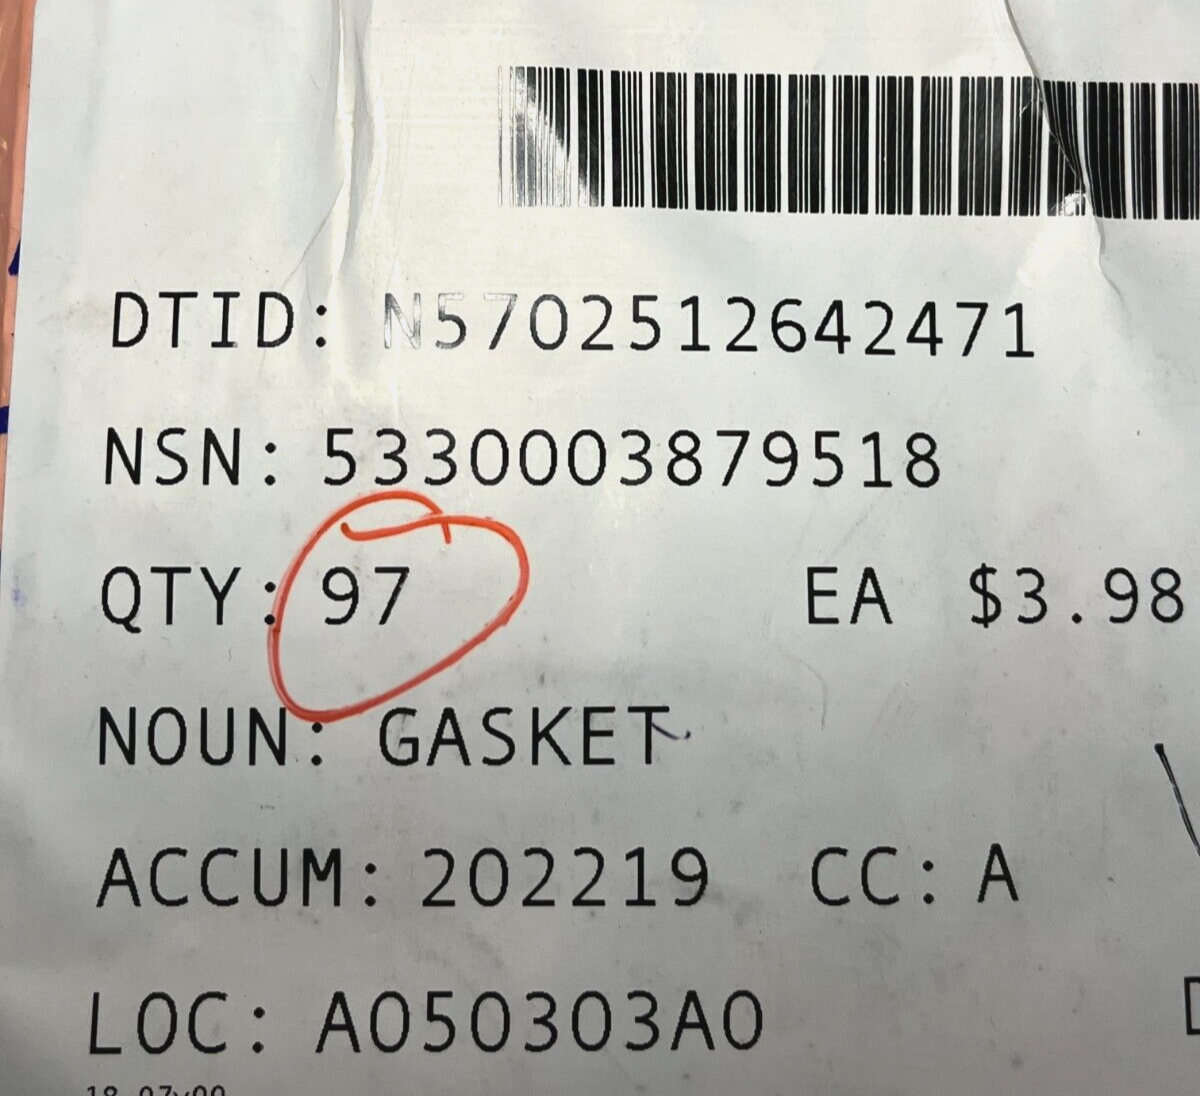 DTID: N5702512642471
NSN: 5330003879518
QTY: 97 EA $3.98
NOUN: GASKET
ACCUM: 202219 CC: A
LOC: A050303A0